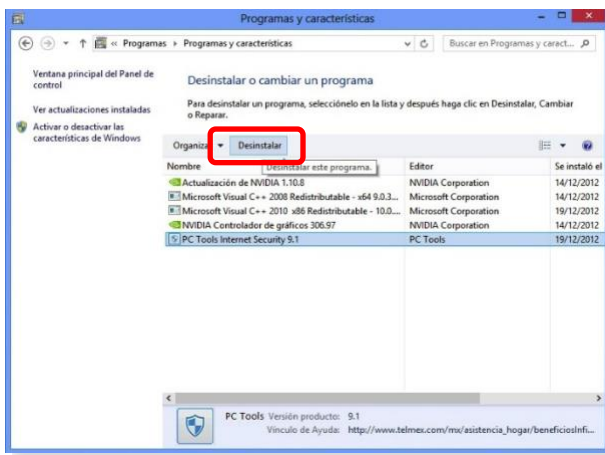 Programas y características
« Programas ▸ Programas y características
Buscar en Programas y caract...
Ventana principal del Panel de control
Ver actualizaciones instaladas
Activar o desactivar las características de Windows
Desinstalar o cambiar un programa
Para desinstalar un programa, selecciónelo en la lista y después haga clic en Desinstalar, Cambiar
o Reparar.
Organizar Desinstalar
Desinstalar este programa.
Nombre Editor Se instaló el
Actualización de NVIDIA 1.10.8 NVIDIA Corporation 14/12/2012
Microsoft Visual C++ 2008 Redistributable - x64 9.0.3... Microsoft Corporation 14/12/2012
Microsoft Visual C++ 2010 x86 Redistributable - 10.0.... Microsoft Corporation 19/12/2012
NVIDIA Controlador de gráficos 306.97 NVIDIA Corporation 14/12/2012
PC Tools Internet Security 9.1 PC Tools 19/12/2012
PC Tools Versión producto: 9.1
Vínculo de Ayuda: http://www.telmex.com/mx/asistencia_hogar/beneficiosInfi...